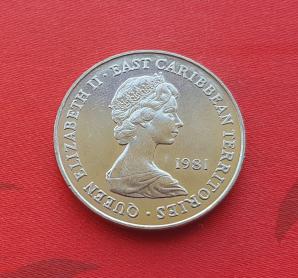 QUEEN ELIZABETH II · EAST CARIBBEAN TERRITORIES ·
1981